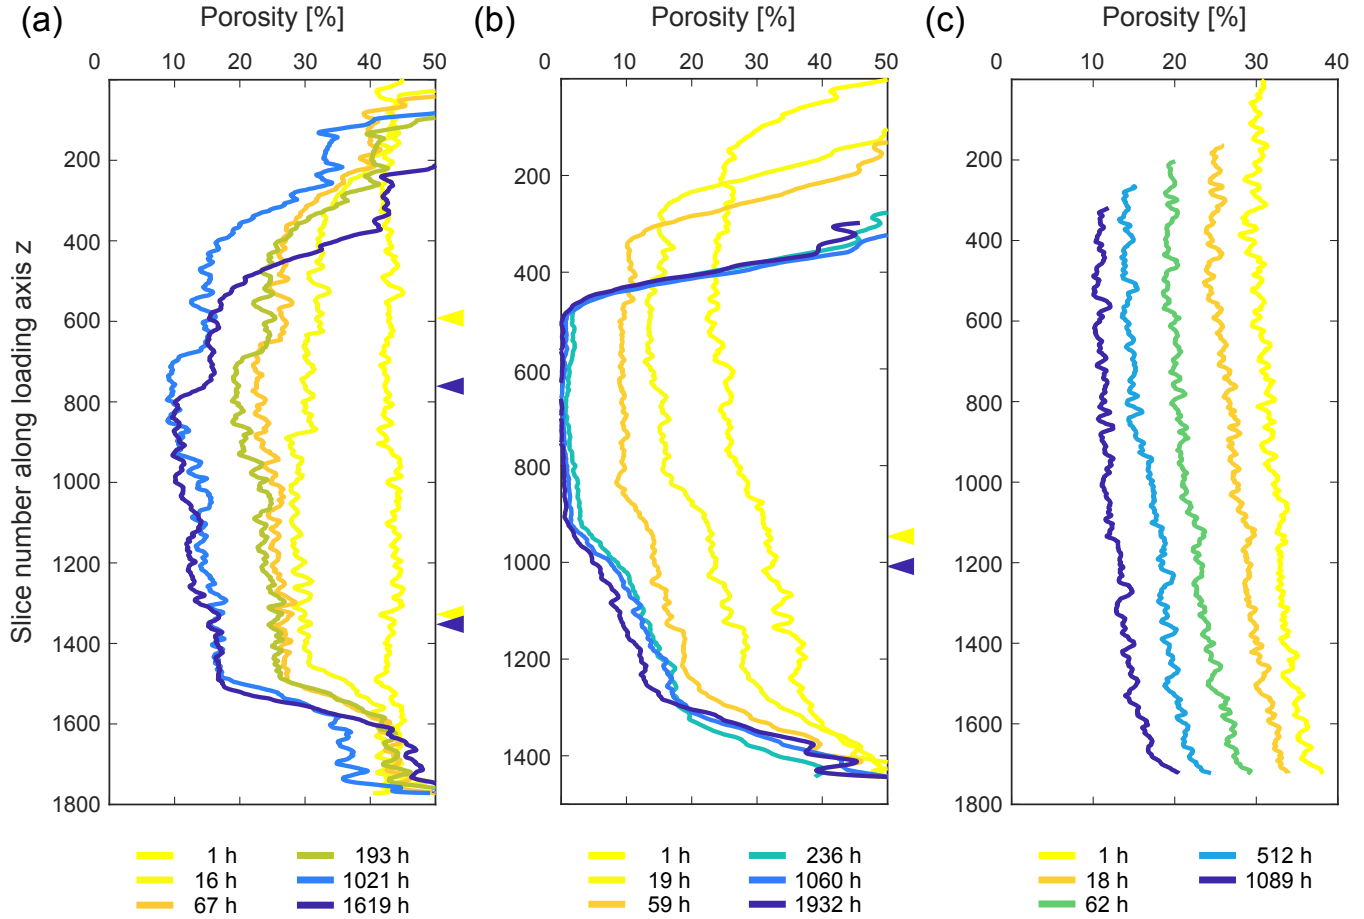 (a) Porosity [%] (b) Porosity [%] (c) Porosity [%]
0 10 20 30 40 50 0 10 20 30 40 50 0 10 20 30 40
Slice number along loading axis z
200
400
600
800
1000
1200
1400
1600
1800
200
400
600
800
1000
1200
1400
200
400
600
800
1000
1200
1400
1600
1800
1 h 193 h
16 h 1021 h
67 h 1619 h
1 h 236 h
19 h 1060 h
59 h 1932 h
1 h 512 h
18 h 1089 h
62 h